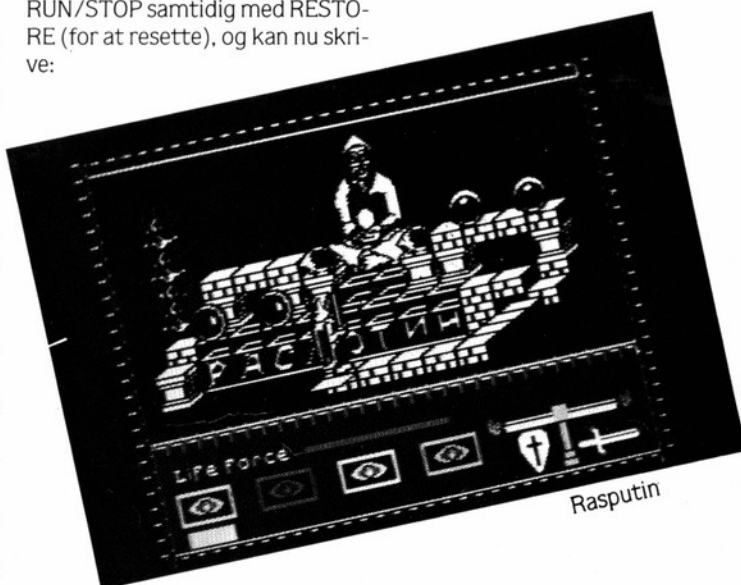 RUN/STOP samtidig med RESTO-
RE (for at resette), og kan nu skri-
ve:
Life Force
Rasputin